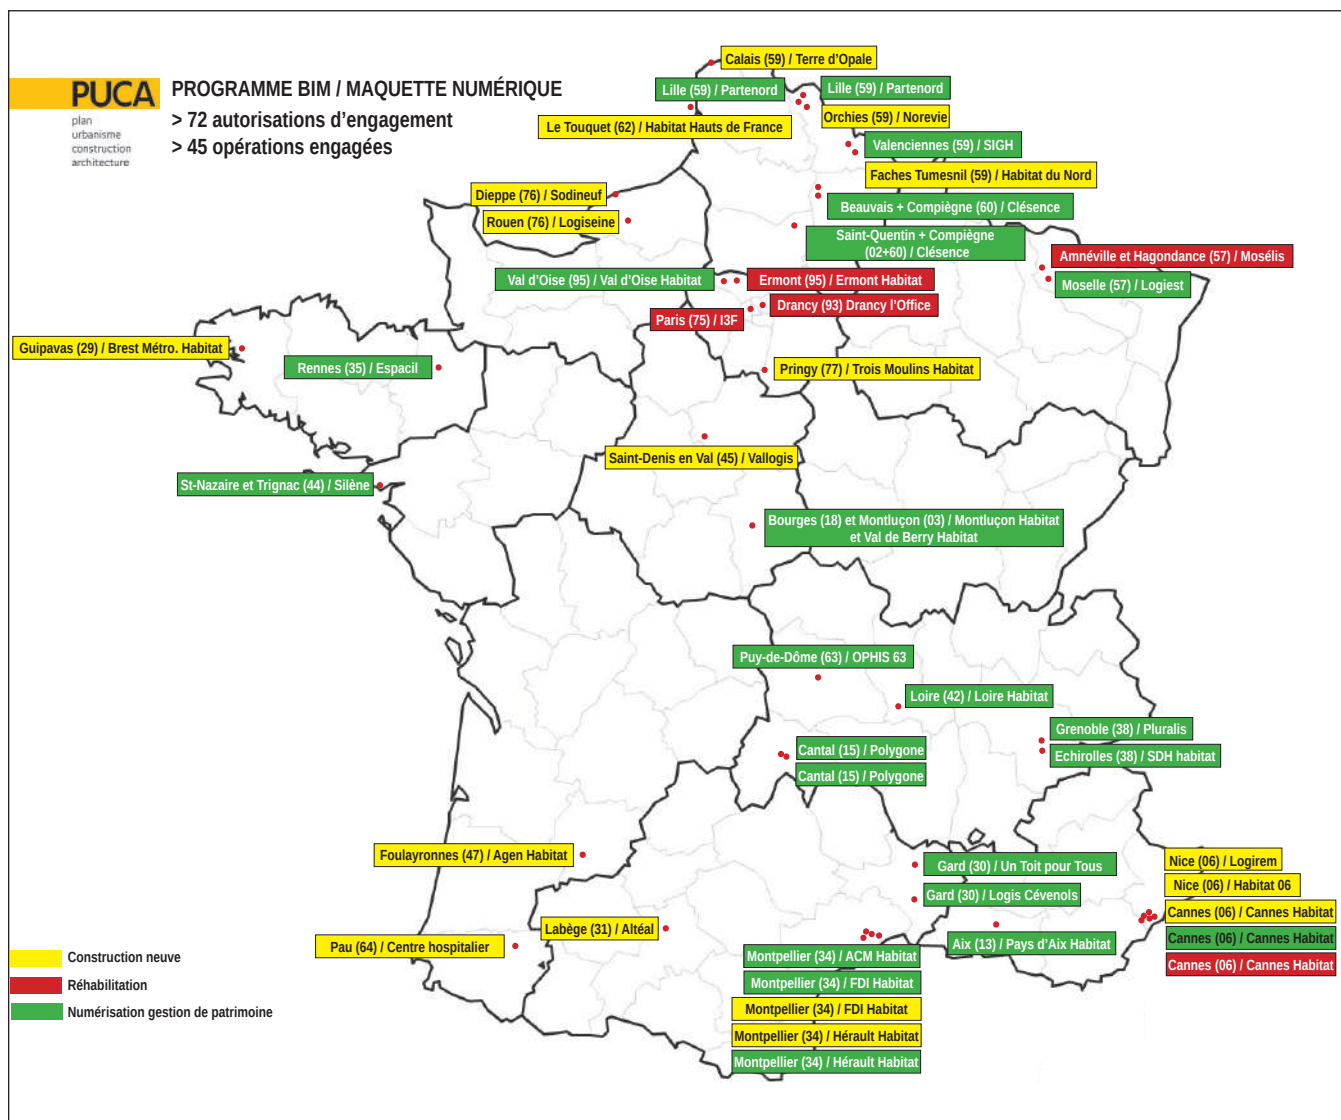 PUCA
plan
urbanisme
construction
architecture
PROGRAMME BIM / MAQUETTE NUMÉRIQUE
> 72 autorisations d'engagement
> 45 opérations engagées
Calais (59) / Terre d'Opale
Lille (59) / Partenord
Lille (59) / Partenord
Orchies (59) / Norevie
Le Touquet (62) / Habitat Hauts de France
Valenciennes (59) / SIGH
Faches Tumesnil (59) / Habitat du Nord
Dieppe (76) / Sodineuf
Beauvais + Compiègne (60) / Clésence
Rouen (76) / Logiseine
Saint-Quentin + Compiègne
(02+60) / Clésence
Amnéville et Hagondance (57) / Mosélis
Val d'Oise (95) / Val d'Oise Habitat
Ermont (95) / Ermont Habitat
Moselle (57) / Logiest
Drancy (93) Drancy l'Office
Paris (75) / I3F
Guipavas (29) / Brest Métro. Habitat
Rennes (35) / Espacil
Pringy (77) / Trois Moulins Habitat
Saint-Denis en Val (45) / Vallogis
St-Nazaire et Trignac (44) / Silène
Bourges (18) et Montluçon (03) / Montluçon Habitat
et Val de Berry Habitat
Puy-de-Dôme (63) / OPHIS 63
Loire (42) / Loire Habitat
Grenoble (38) / Pluralis
Cantal (15) / Polygone
Echirolles (38) / SDH habitat
Cantal (15) / Polygone
Foulayronnes (47) / Agen Habitat
Gard (30) / Un Toit pour Tous
Nice (06) / Logirem
Nice (06) / Habitat 06
Gard (30) / Logis Cévenols
Cannes (06) / Cannes Habitat
Labège (31) / Altéal
Cannes (06) / Cannes Habitat
Pau (64) / Centre hospitalier
Aix (13) / Pays d'Aix Habitat
Cannes (06) / Cannes Habitat
Montpellier (34) / ACM Habitat
Montpellier (34) / FDI Habitat
Montpellier (34) / FDI Habitat
Montpellier (34) / Hérault Habitat
Montpellier (34) / Hérault Habitat
Construction neuve
Réhabilitation
Numérisation gestion de patrimoine